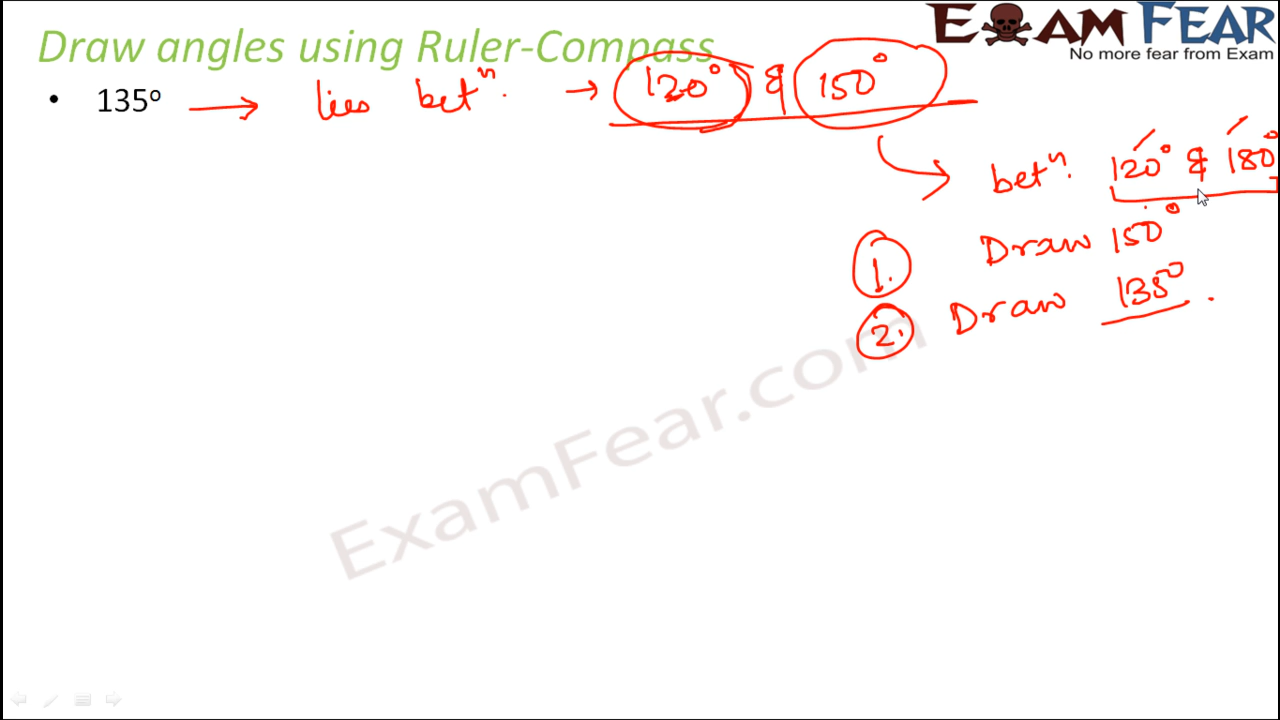 Draw angles using Ruler-Compass
EXAM FEAR
No more fear from Exam
• 135° → lies betⁿ. → 120° & 150°
betⁿ. 120° & 180°
1. Draw 150°
2. Draw 135°.
ExamFear.com